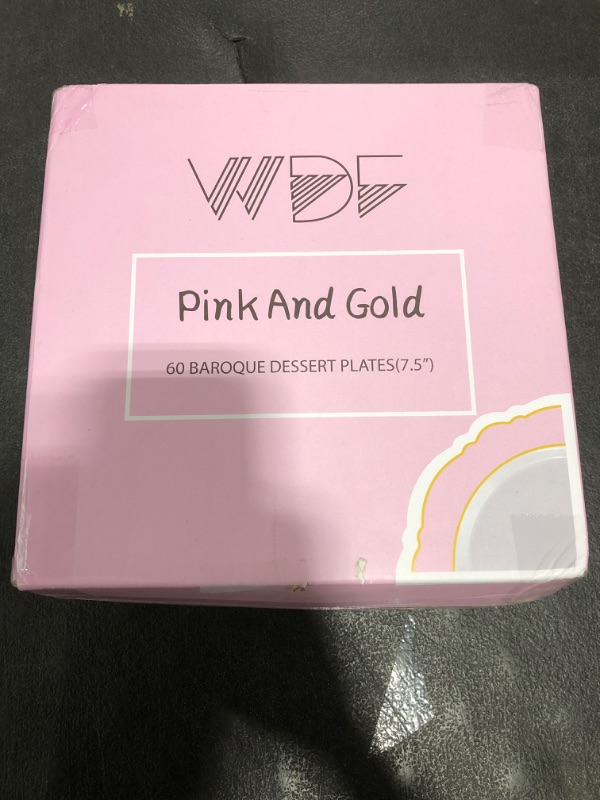 WDF
Pink And Gold
60 BAROQUE DESSERT PLATES(7.5")